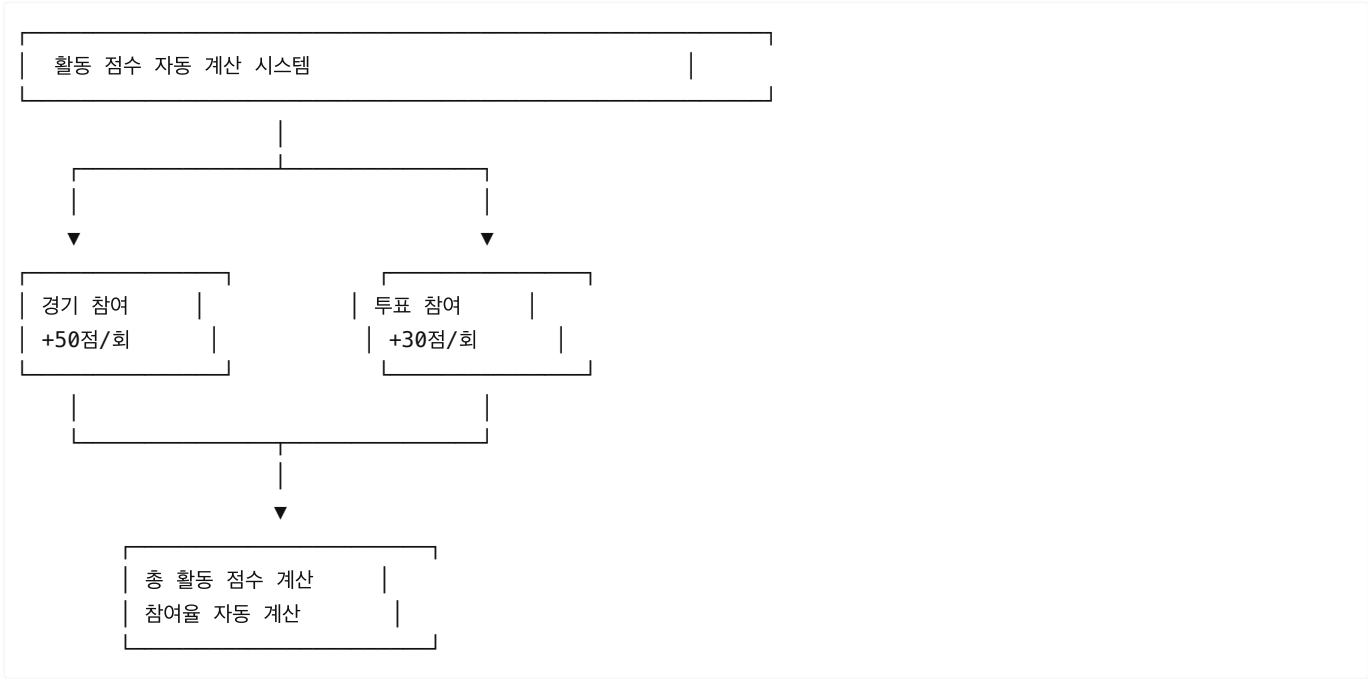 활동 점수 자동 계산 시스템
경기 참여
+50점/회
투표 참여
+30점/회
총 활동 점수 계산
참여율 자동 계산